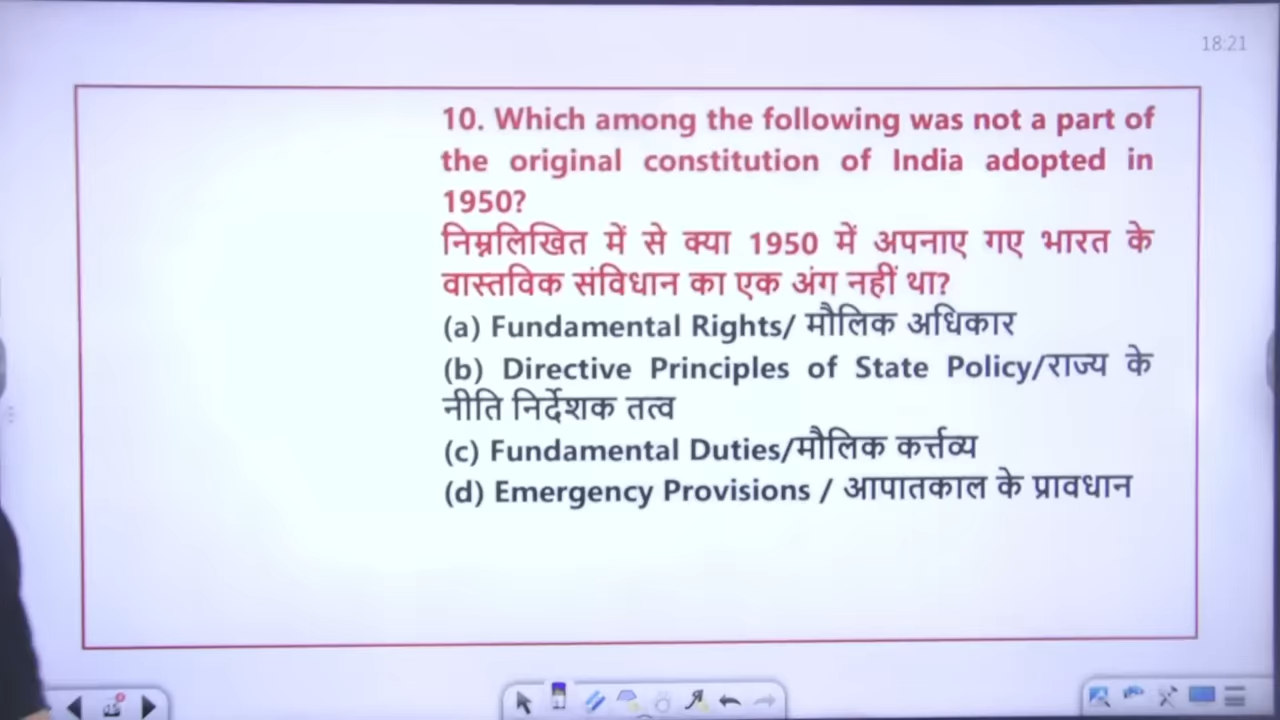 18:21
10. Which among the following was not a part of
the original constitution of India adopted in
1950?
निम्नलिखित में से क्या 1950 में अपनाए गए भारत के
वास्तविक संविधान का एक अंग नहीं था?
(a) Fundamental Rights/ मौलिक अधिकार
(b) Directive Principles of State Policy/राज्य के
नीति निर्देशक तत्व
(c) Fundamental Duties/मौलिक कर्त्तव्य
(d) Emergency Provisions / आपातकाल के प्रावधान